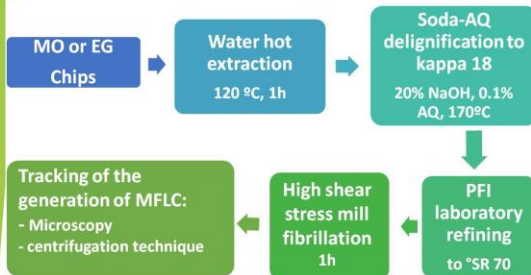 MO or EG
Chips
Water hot
extraction
120 ºC, 1h
Soda-AQ
delignification to
kappa 18
20% NaOH, 0.1%
AQ, 170ºC
PFI
laboratory
refining
to °SR 70
High shear
stress mill
fibrillation
1h
Tracking of the
generation of MFLC:
- Microscopy
- centrifugation technique